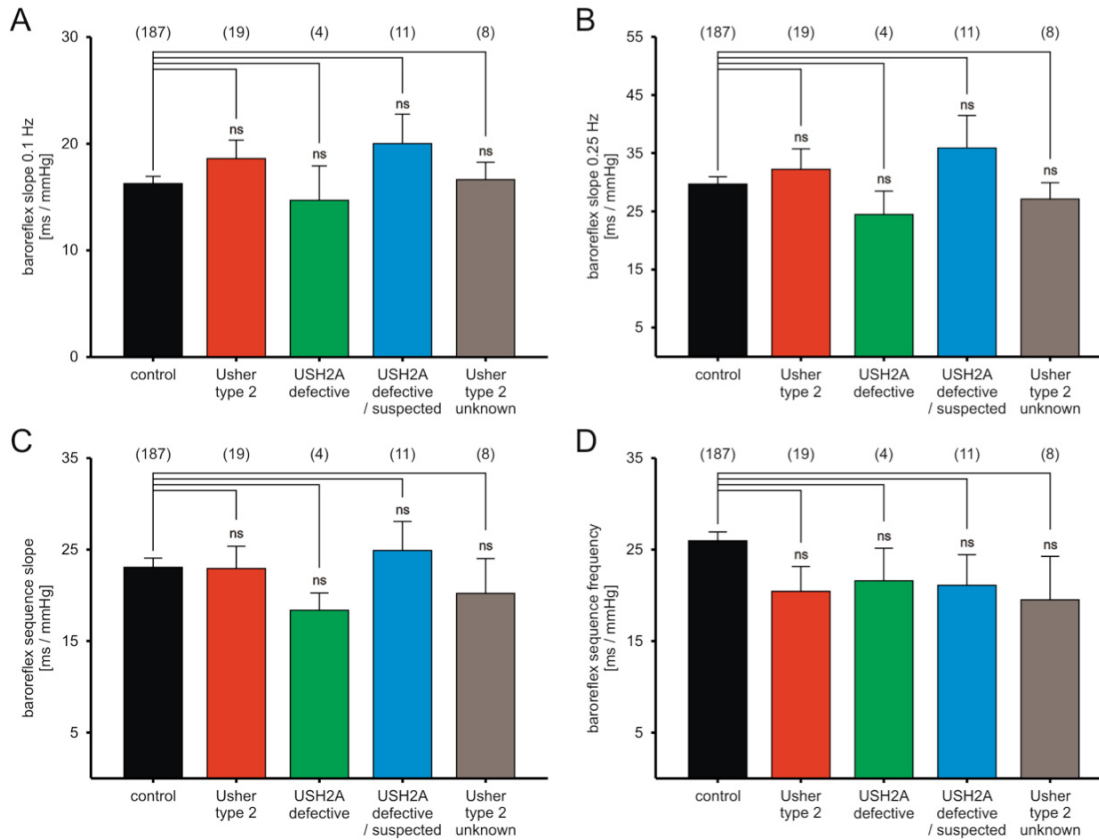 A
(187) (19) (4) (11) (8)
baroreflex slope 0.1 Hz
[ms / mmHg]
30
20
10
0
ns ns ns ns
control Usher type 2 USH2A defective USH2A defective / suspected Usher type 2 unknown
B
(187) (19) (4) (11) (8)
baroreflex slope 0.25 Hz
[ms / mmHg]
55
45
35
25
15
5
ns ns ns ns
control Usher type 2 USH2A defective USH2A defective / suspected Usher type 2 unknown
C
(187) (19) (4) (11) (8)
baroreflex sequence slope
[ms / mmHg]
35
25
15
5
ns ns ns ns
control Usher type 2 USH2A defective USH2A defective / suspected Usher type 2 unknown
D
(187) (19) (4) (11) (8)
baroreflex sequence frequency
[ms / mmHg]
35
25
15
5
ns ns ns ns
control Usher type 2 USH2A defective USH2A defective / suspected Usher type 2 unknown